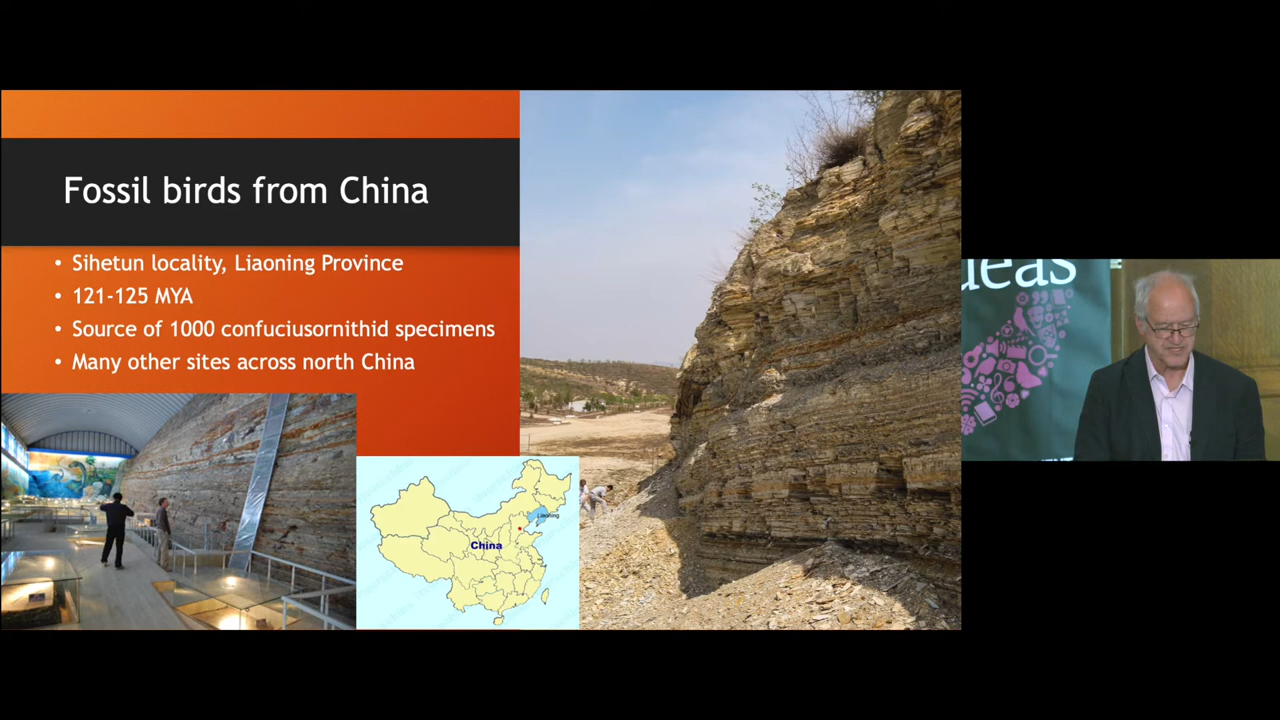 Fossil birds from China
• Sihetun locality, Liaoning Province
• 121-125 MYA
• Source of 1000 confuciusornithid specimens
• Many other sites across north China
Liaoning
China
deas